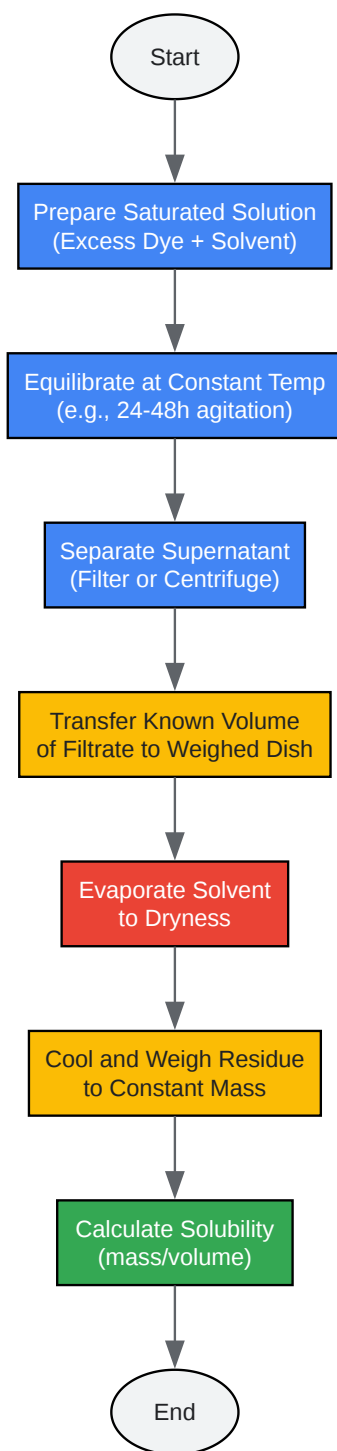 Start
Prepare Saturated Solution
(Excess Dye + Solvent)
Equilibrate at Constant Temp
(e.g., 24-48h agitation)
Separate Supernatant
(Filter or Centrifuge)
Transfer Known Volume
of Filtrate to Weighed Dish
Evaporate Solvent
to Dryness
Cool and Weigh Residue
to Constant Mass
Calculate Solubility
(mass/volume)
End